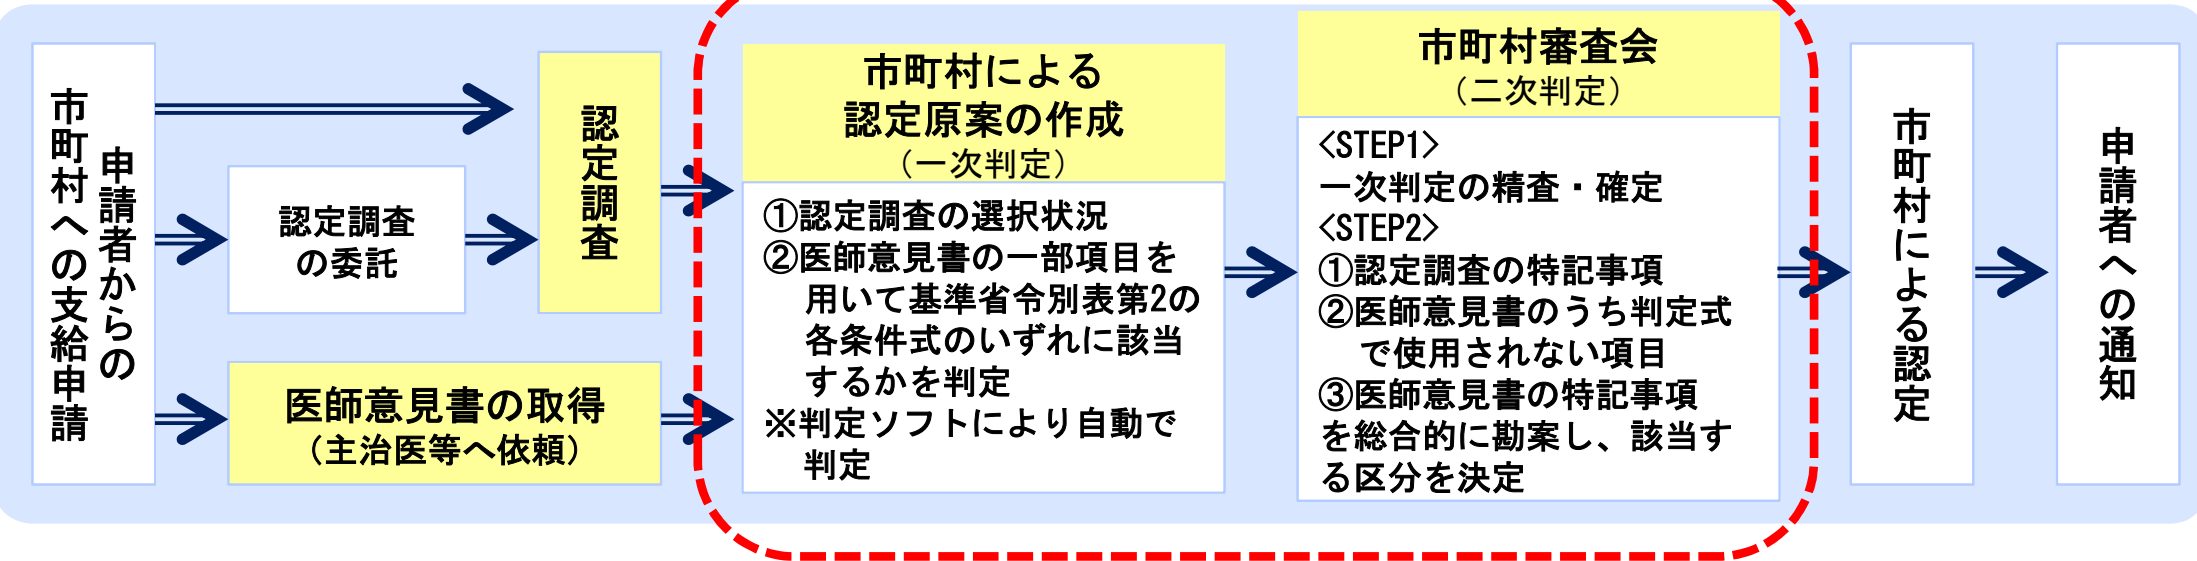 申請者からの
市町村への支給申請
認定調査
の委託
認定調査
医師意見書の取得
（主治医等へ依頼）
市町村による
認定原案の作成
（一次判定）
①認定調査の選択状況
②医師意見書の一部項目を
用いて基準省令別表第2の
各条件式のいずれに該当
するかを判定
※判定ソフトにより自動で
判定
市町村審査会
（二次判定）
<STEP1>
一次判定の精査・確定
<STEP2>
①認定調査の特記事項
②医師意見書のうち判定式
で使用されない項目
③医師意見書の特記事項
を総合的に勘案し、該当す
る区分を決定
市町村による認定
申請者への通知